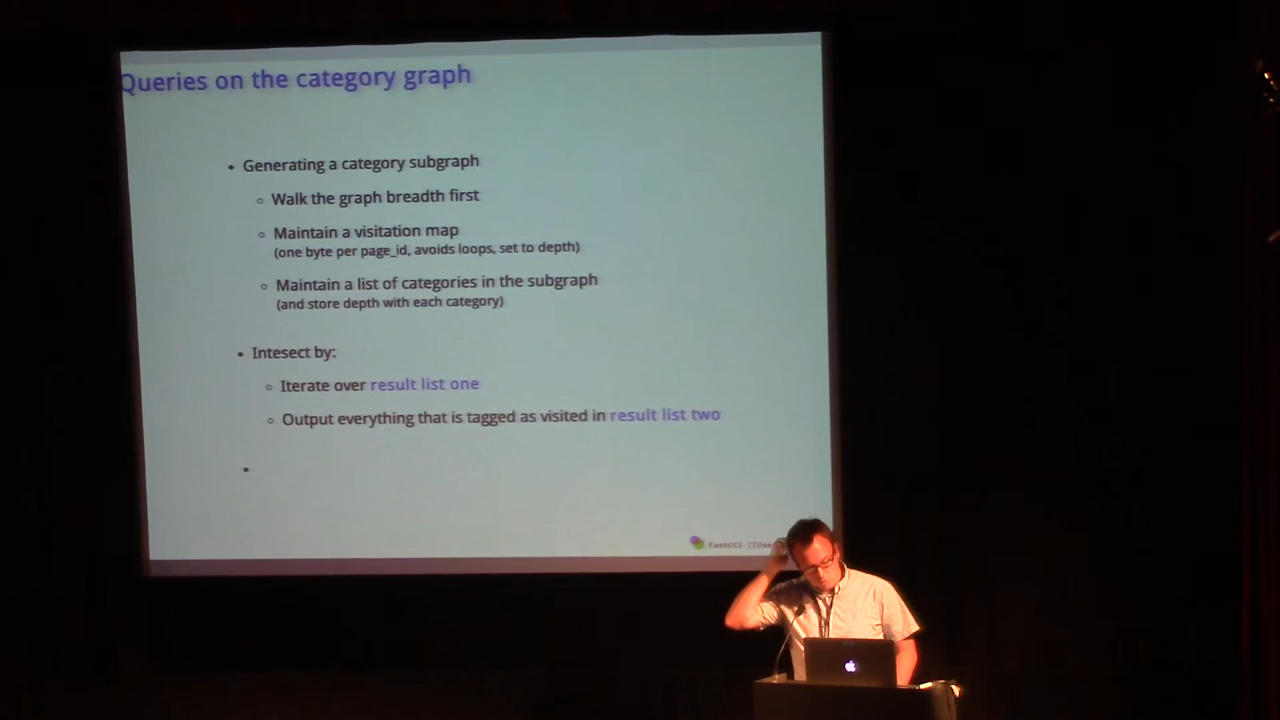 Queries on the category graph
• Generating a category subgraph
◦ Walk the graph breadth first
◦ Maintain a visitation map
(one byte per page_id, avoids loops, set to depth)
◦ Maintain a list of categories in the subgraph
(and store depth with each category)
• Intesect by:
◦ Iterate over result list one
◦ Output everything that is tagged as visited in result list two
•
FastCCI